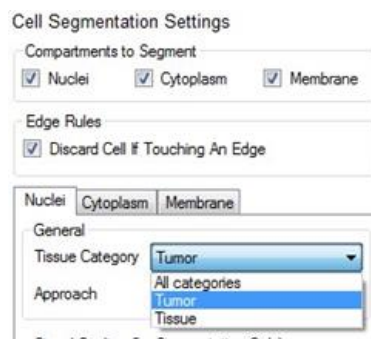 Cell Segmentation Settings
Compartments to Segment
Nuclei Cytoplasm Membrane
Edge Rules
Discard Cell If Touching An Edge
Nuclei Cytoplasm Membrane
General
Tissue Category Tumor
All categories
Approach
Tumor
Tissue